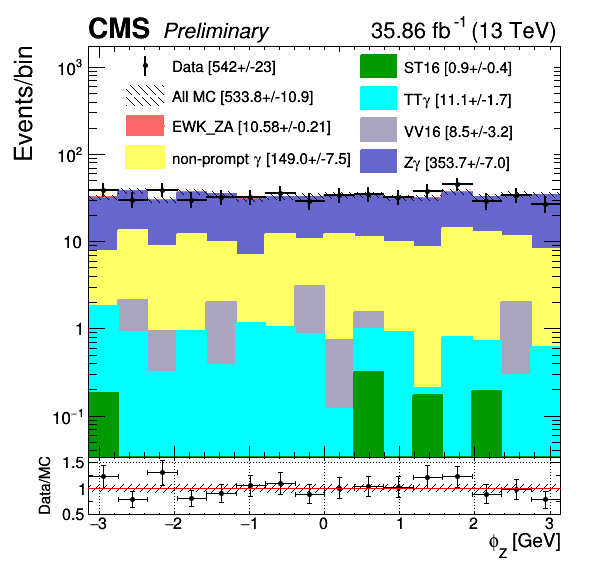 CMS Preliminary 35.86 fb⁻¹ (13 TeV)
Events/bin
Data [542+/-23]
All MC [533.8+/-10.9]
EWK_ZA [10.58+/-0.21]
non-prompt γ [149.0+/-7.5]
ST16 [0.9+/-0.4]
TTγ [11.1+/-1.7]
VV16 [8.5+/-3.2]
Zγ [353.7+/-7.0]
10³
10²
10
1
10⁻¹
Data/MC
1.5
1
0.5
−3 −2 −1 0 1 2 3
ϕ_Z [GeV]